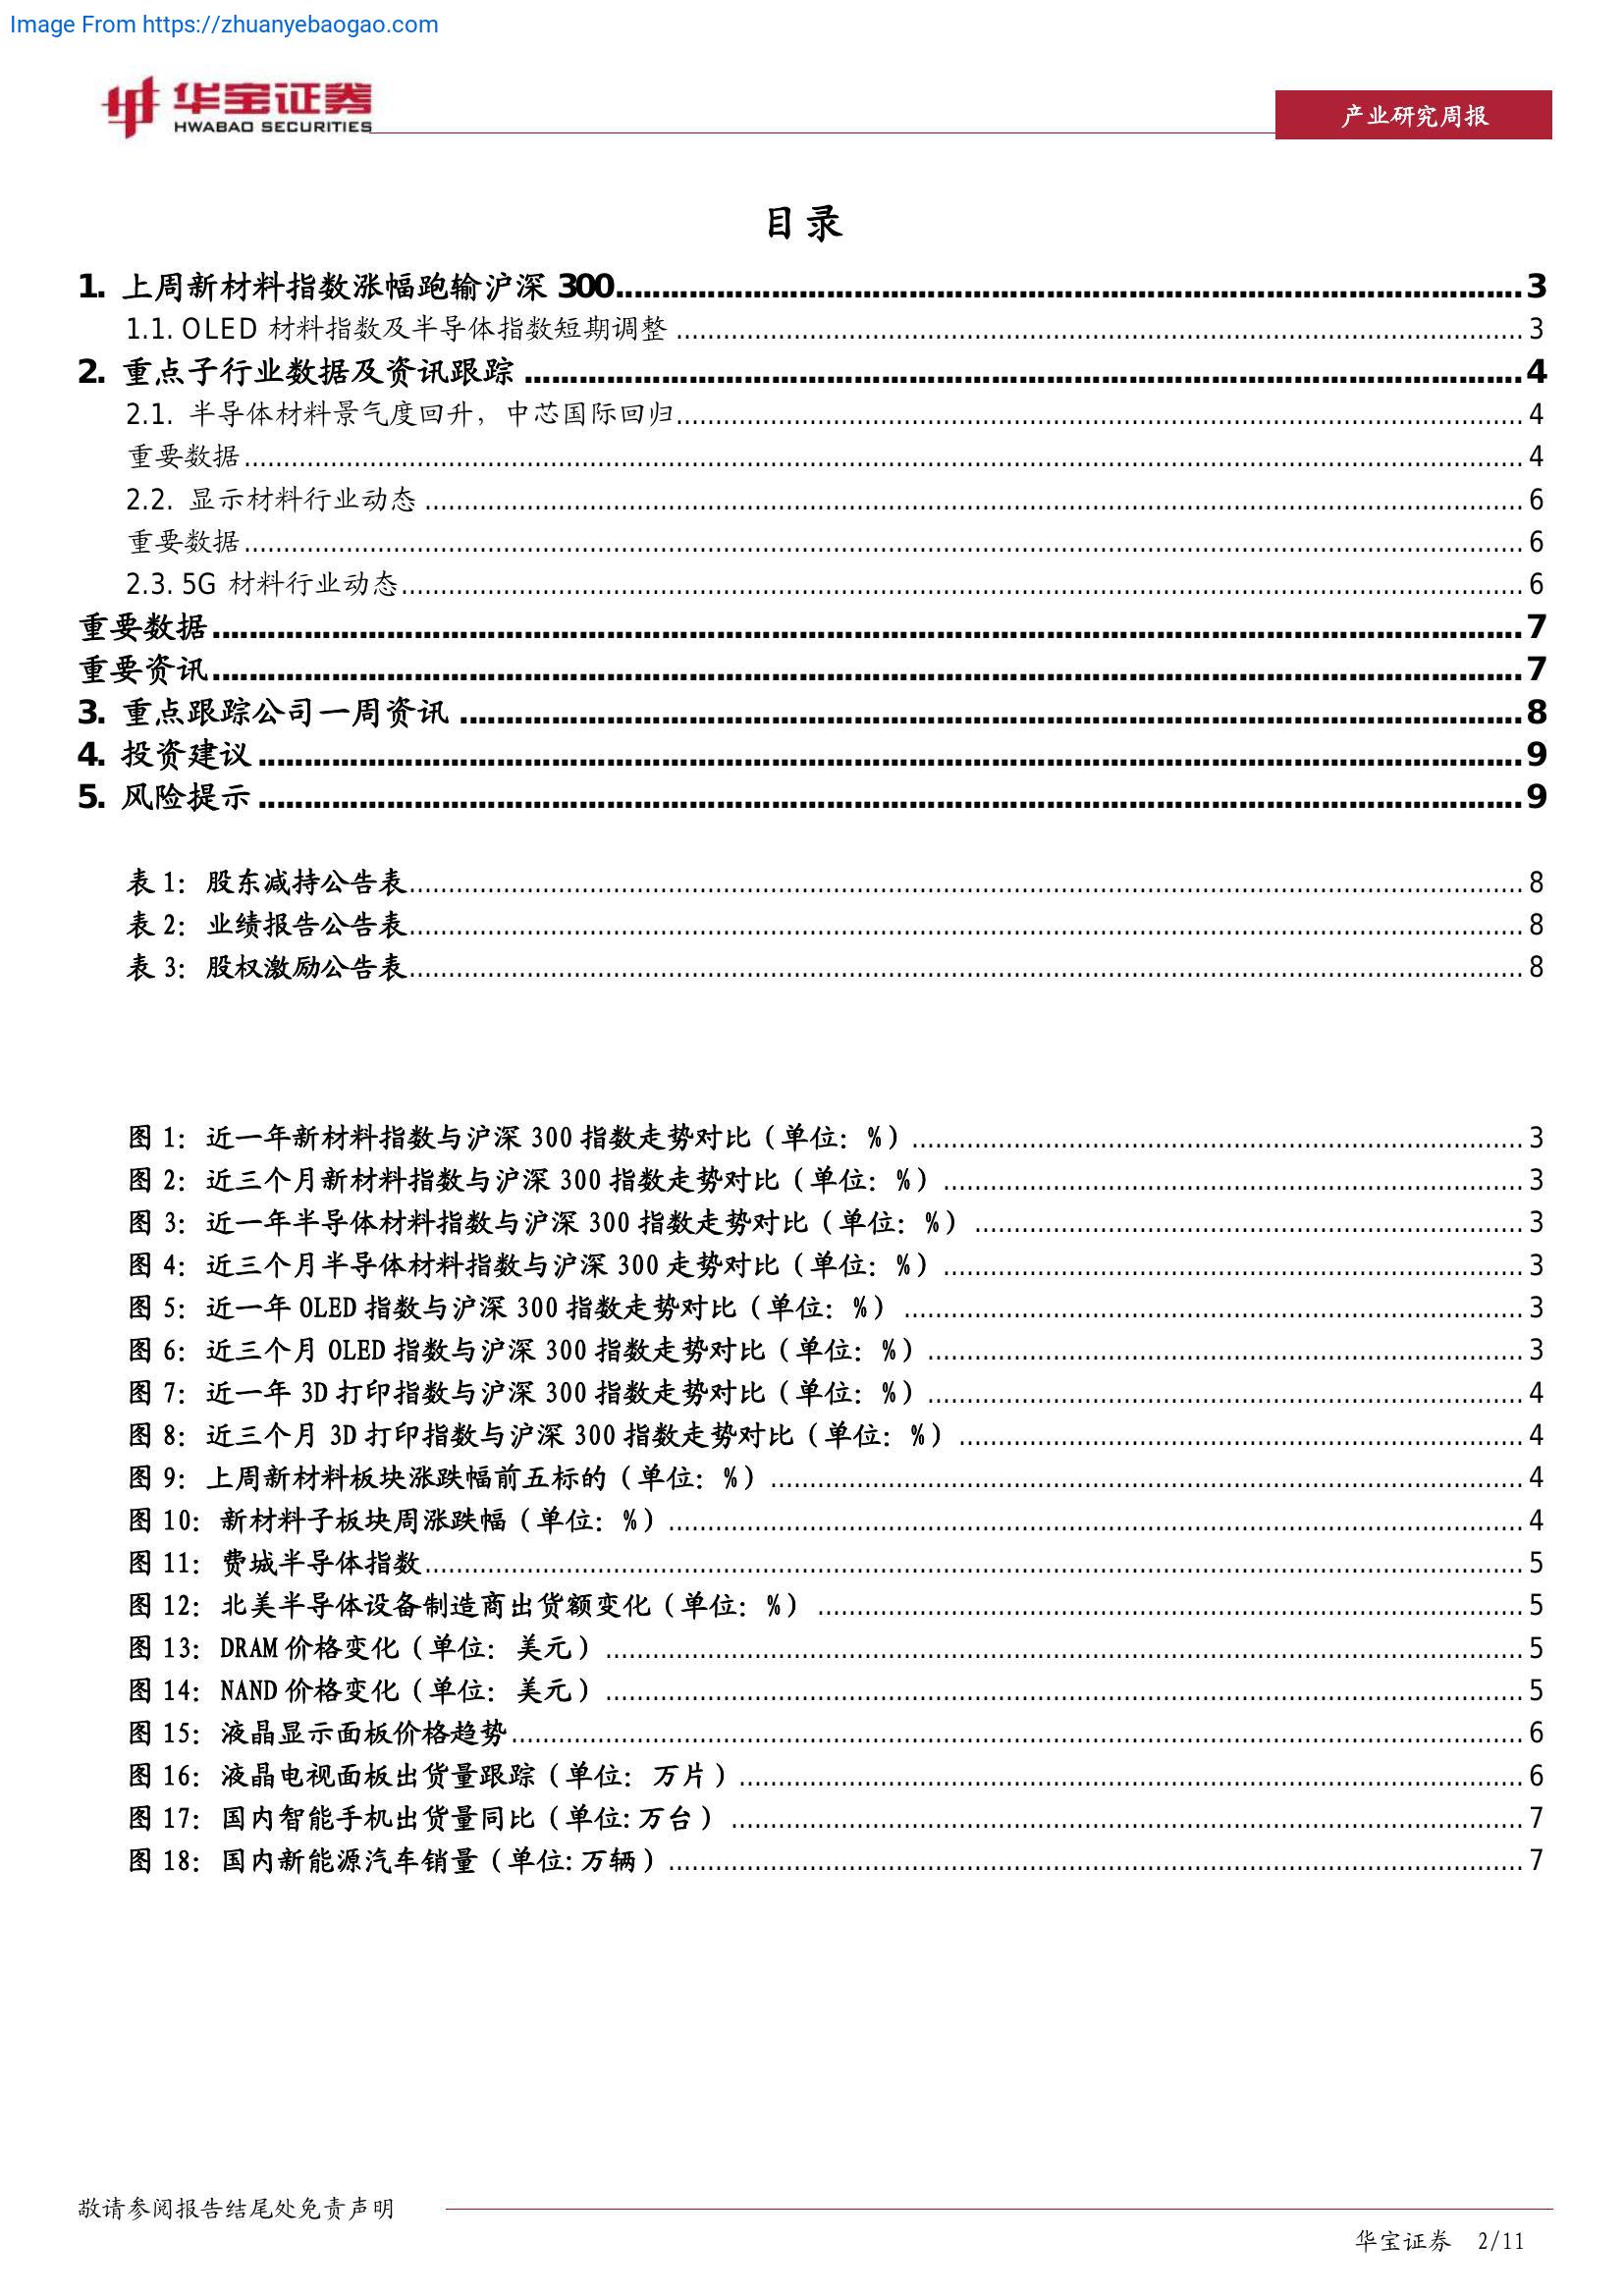 Image From https://zhuanyebaogao.com
华宝证券
HWABAO SECURITIES
产业研究周报
目录
1. 上周新材料指数涨幅跑输沪深 300........3
1.1. OLED 材料指数及半导体指数短期调整........3
2. 重点子行业数据及资讯跟踪........4
2.1. 半导体材料景气度回升，中芯国际回归........4
重要数据........4
2.2. 显示材料行业动态........6
重要数据........6
2.3. 5G 材料行业动态........6
重要数据........7
重要资讯........7
3. 重点跟踪公司一周资讯........8
4. 投资建议........9
5. 风险提示........9
表 1：股东减持公告表........8
表 2：业绩报告公告表........8
表 3：股权激励公告表........8
图 1：近一年新材料指数与沪深 300 指数走势对比（单位：%）........3
图 2：近三个月新材料指数与沪深 300 指数走势对比（单位：%）........3
图 3：近一年半导体材料指数与沪深 300 指数走势对比（单位：%）........3
图 4：近三个月半导体材料指数与沪深 300 走势对比（单位：%）........3
图 5：近一年 OLED 指数与沪深 300 指数走势对比（单位：%）........3
图 6：近三个月 OLED 指数与沪深 300 指数走势对比（单位：%）........3
图 7：近一年 3D 打印指数与沪深 300 指数走势对比（单位：%）........4
图 8：近三个月 3D 打印指数与沪深 300 指数走势对比（单位：%）........4
图 9：上周新材料板块涨跌幅前五标的（单位：%）........4
图 10：新材料子板块周涨跌幅（单位：%）........4
图 11：费城半导体指数........5
图 12：北美半导体设备制造商出货额变化（单位：%）........5
图 13：DRAM 价格变化（单位：美元）........5
图 14：NAND 价格变化（单位：美元）........5
图 15：液晶显示面板价格趋势........6
图 16：液晶电视面板出货量跟踪（单位：万片）........6
图 17：国内智能手机出货量同比（单位:万台）........7
图 18：国内新能源汽车销量（单位:万辆）........7
敬请参阅报告结尾处免责声明
华宝证券 2/11